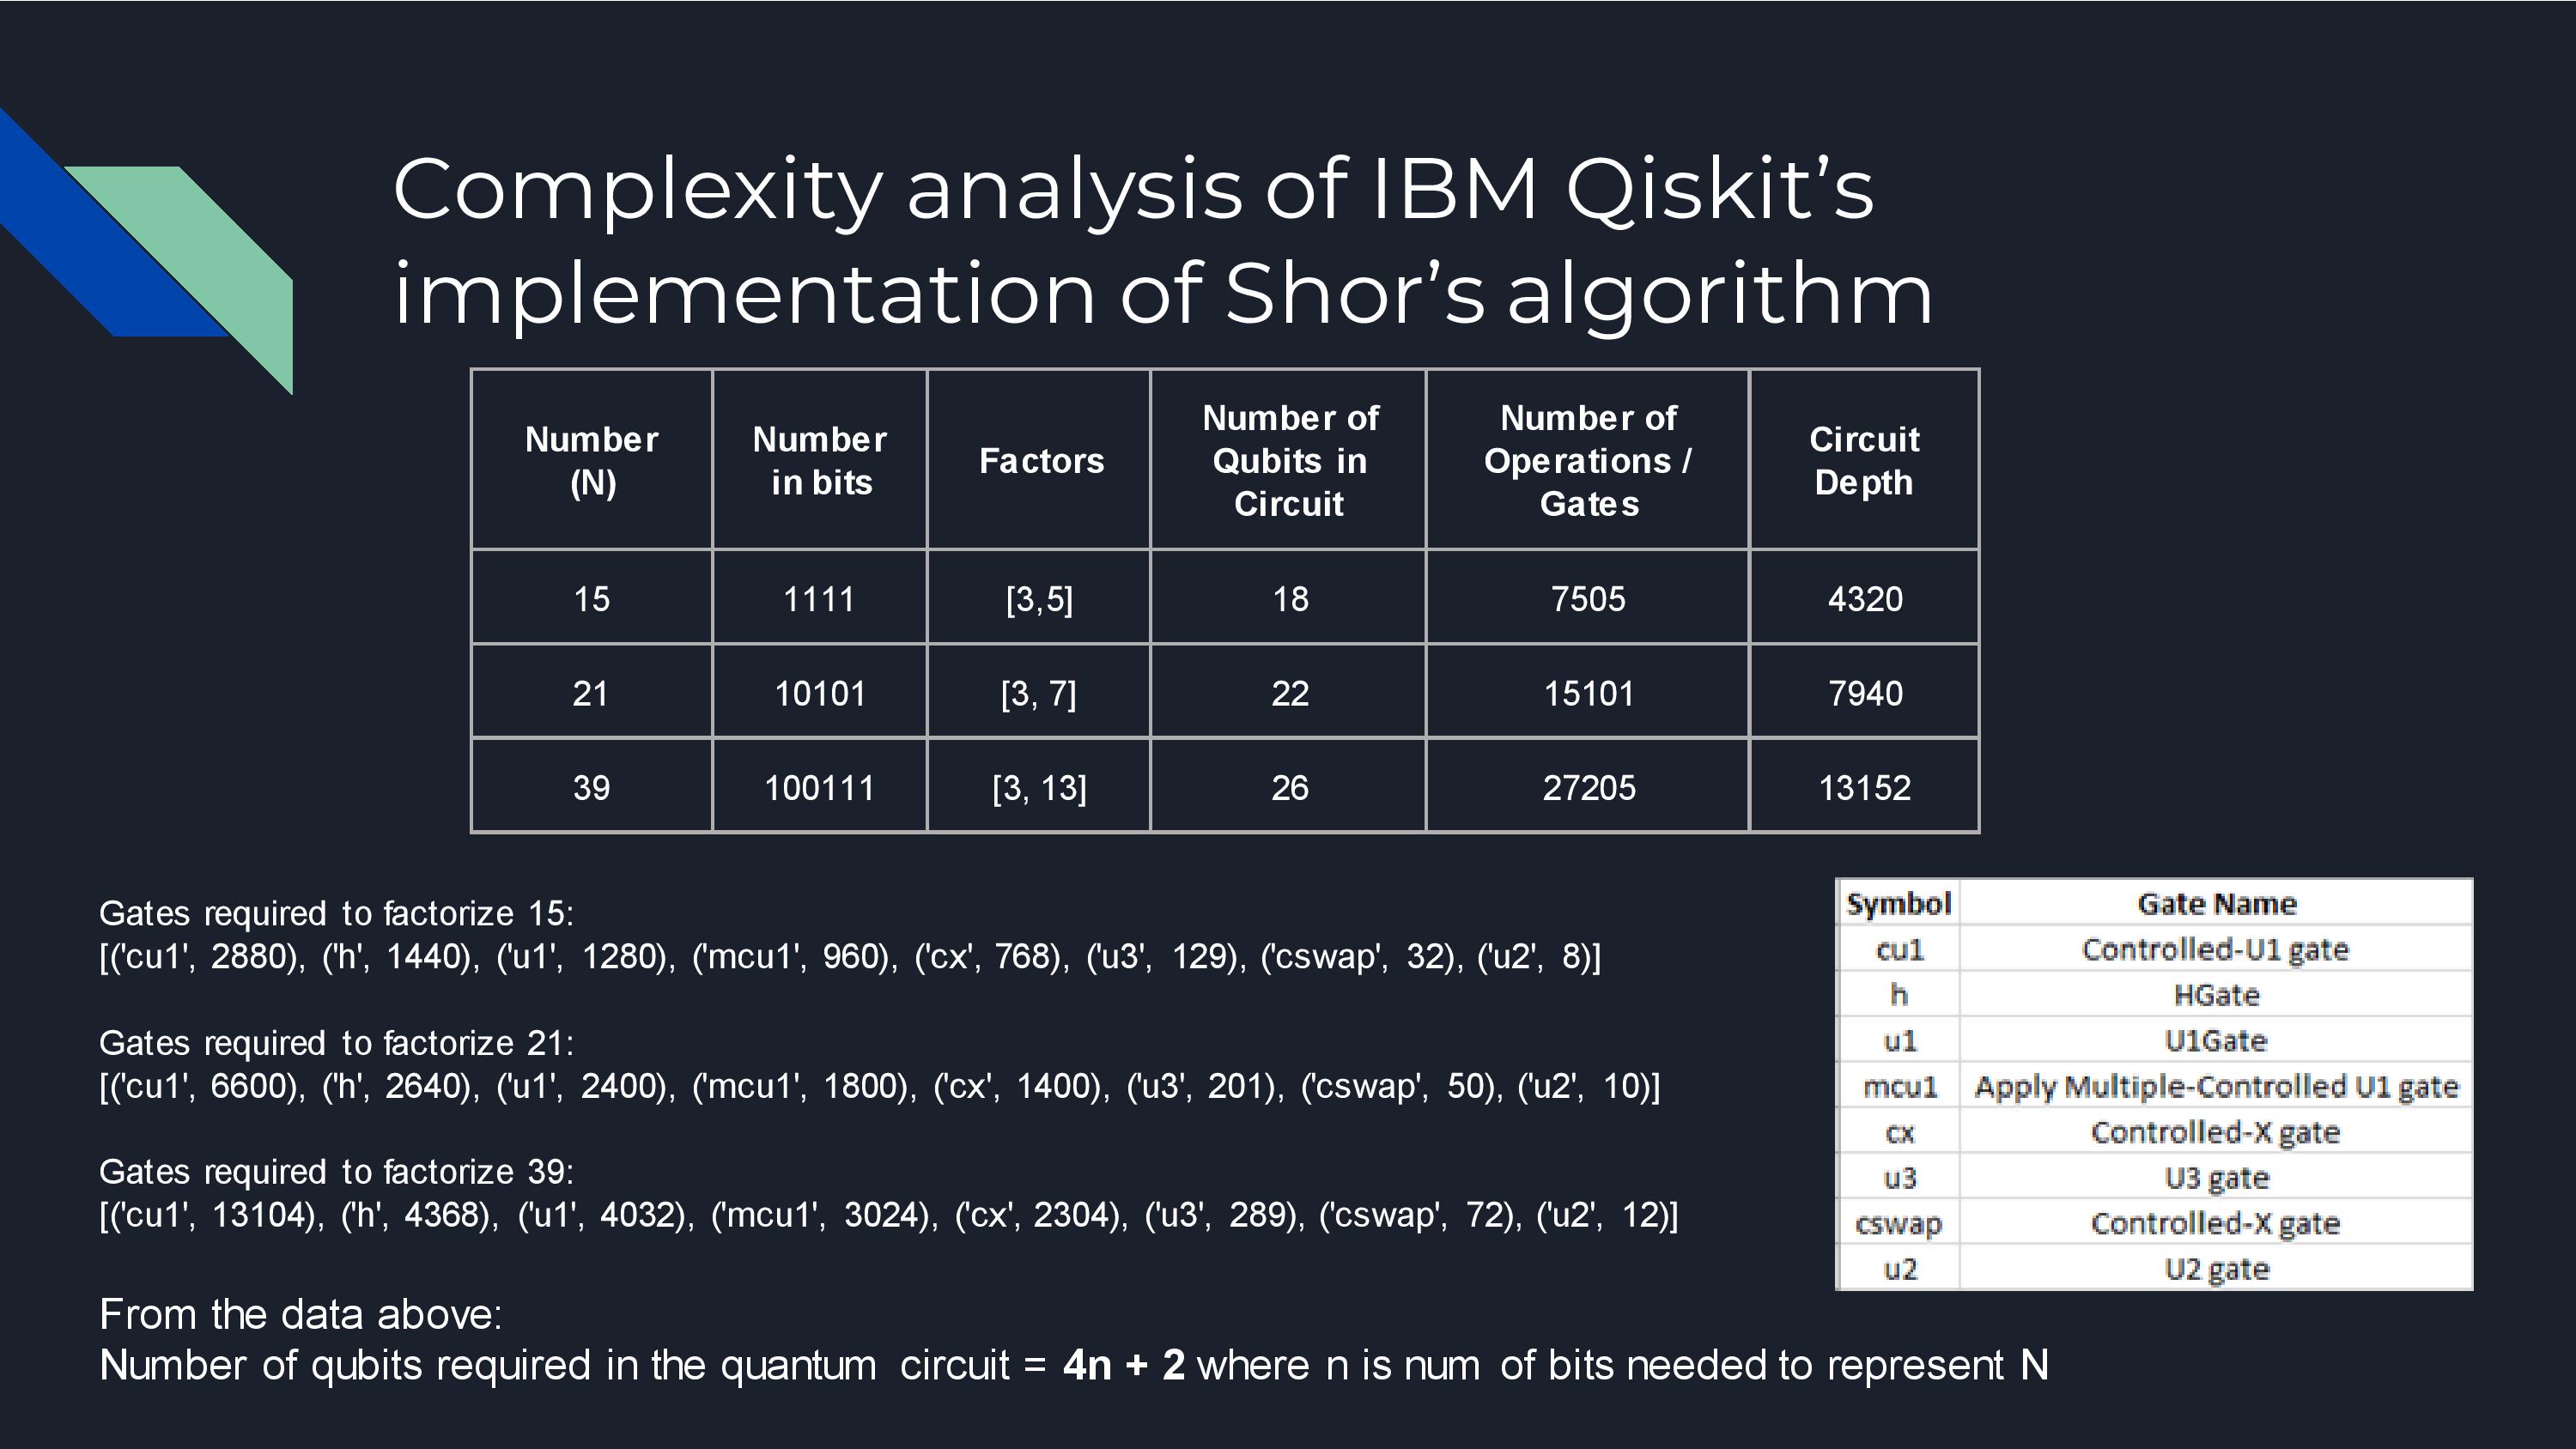 Complexity analysis of IBM Qiskit’s
implementation of Shor’s algorithm
Number (N) Number in bits Factors Number of Qubits in Circuit Number of Operations / Gates Circuit Depth
15 1111 [3,5] 18 7505 4320
21 10101 [3, 7] 22 15101 7940
39 100111 [3, 13] 26 27205 13152
Gates required to factorize 15:
[('cu1', 2880), ('h', 1440), ('u1', 1280), ('mcu1', 960), ('cx', 768), ('u3', 129), ('cswap', 32), ('u2', 8)]
Gates required to factorize 21:
[('cu1', 6600), ('h', 2640), ('u1', 2400), ('mcu1', 1800), ('cx', 1400), ('u3', 201), ('cswap', 50), ('u2', 10)]
Gates required to factorize 39:
[('cu1', 13104), ('h', 4368), ('u1', 4032), ('mcu1', 3024), ('cx', 2304), ('u3', 289), ('cswap', 72), ('u2', 12)]
Symbol Gate Name
cu1 Controlled-U1 gate
h HGate
u1 U1Gate
mcu1 Apply Multiple-Controlled U1 gate
cx Controlled-X gate
u3 U3 gate
cswap Controlled-X gate
u2 U2 gate
From the data above:
Number of qubits required in the quantum circuit = 4n + 2 where n is num of bits needed to represent N